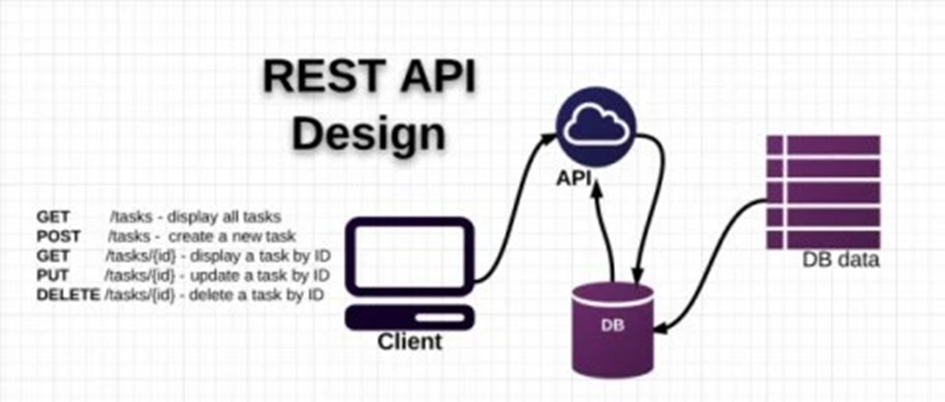 REST API
Design
API
GET /tasks - display all tasks
POST /tasks - create a new task
GET /tasks/{id} - display a task by ID
PUT /tasks/{id} - update a task by ID
DELETE /tasks/{id} - delete a task by ID
Client
DB
DB data